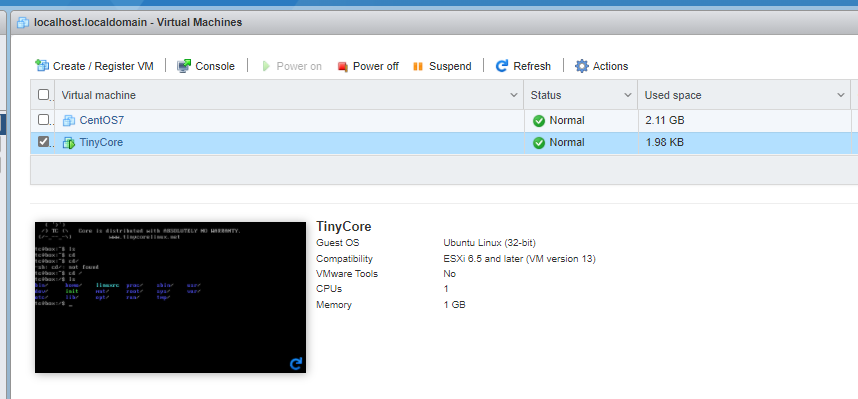 localhost.localdomain - Virtual Machines
Create / Register VM Console Power on Power off Suspend Refresh Actions
Virtual machine Status Used space
CentOS7 Normal 2.11 GB
TinyCore Normal 1.98 KB
TinyCore
Guest OS Ubuntu Linux (32-bit)
Compatibility ESXi 6.5 and later (VM version 13)
VMware Tools No
CPUs 1
Memory 1 GB
( '>')
/) TC (\ Core is distributed with ABSOLUTELY NO WARRANTY.
(/-_--_-\) www.tinycorelinux.net
tc@box:~$ ls
tc@box:~$ cd
tc@box:~$ cd/
-sh: cd/: not found
tc@box:~$ cd /
tc@box:/$ ls
bin/ home/ linuxrc proc/ sbin/ usr/
dev/ init mnt/ root/ sys/ var/
etc/ lib/ opt/ run/ tmp/
tc@box:/$ _